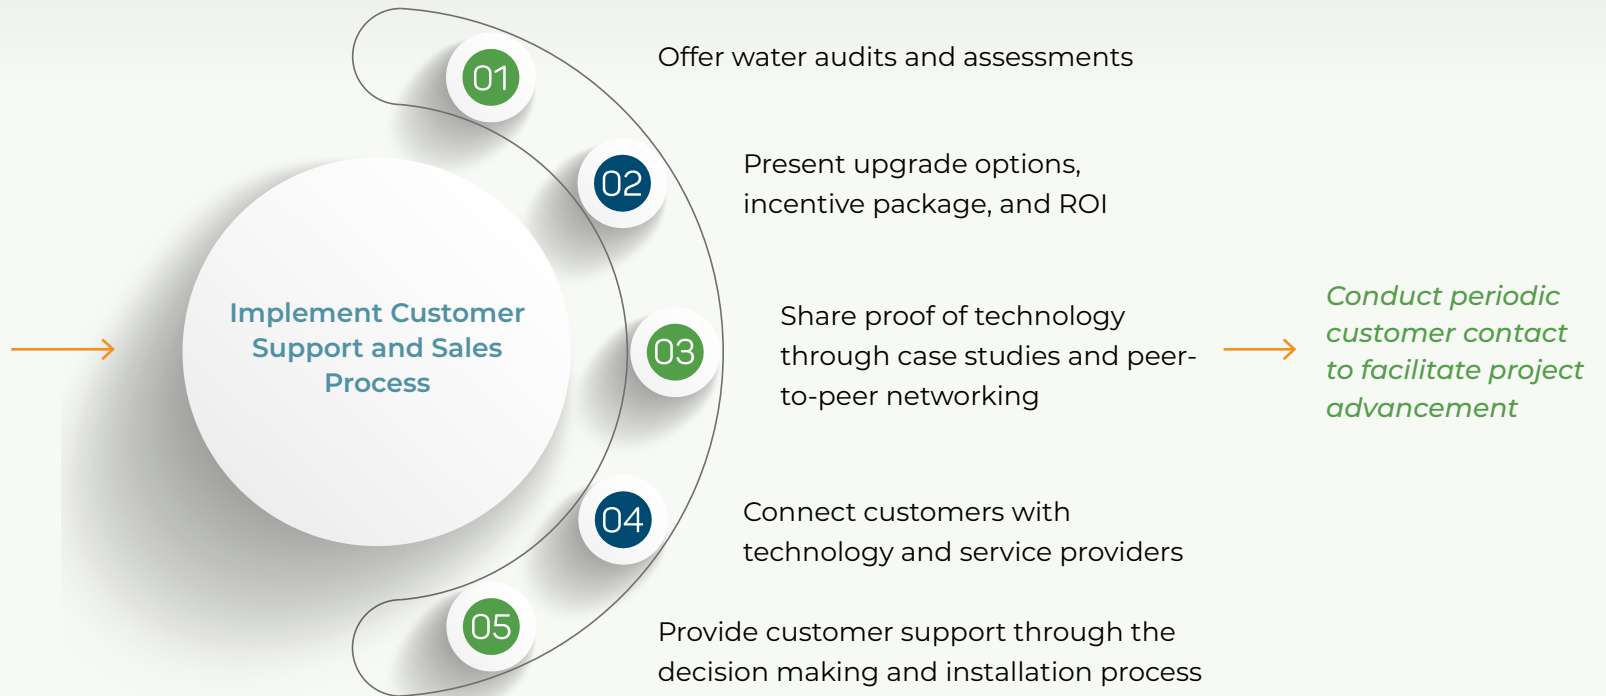 01
Offer water audits and assessments
02
Present upgrade options,
incentive package, and ROI
Implement Customer
Support and Sales
Process
03
Share proof of technology
through case studies and peer-
to-peer networking
Conduct periodic
customer contact
to facilitate project
advancement
04
Connect customers with
technology and service providers
05
Provide customer support through the
decision making and installation process